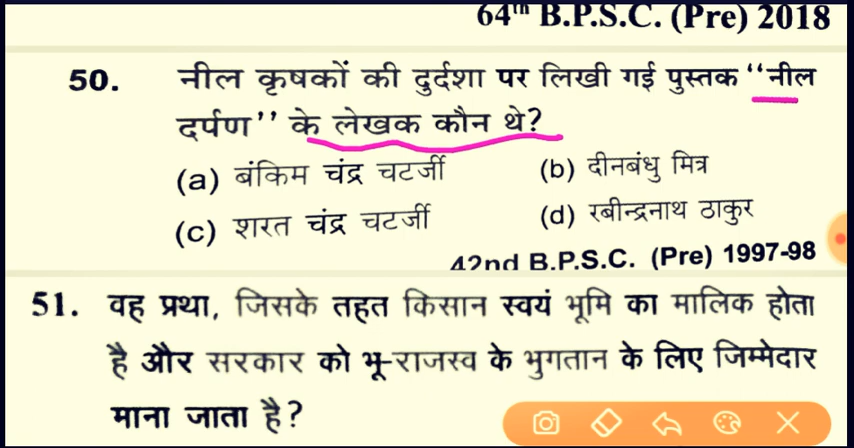 64th B.P.S.C. (Pre) 2018
50. नील कृषकों की दुर्दशा पर लिखी गई पुस्तक ‘‘नील
दर्पण’’ के लेखक कौन थे?
(a) बंकिम चंद्र चटर्जी (b) दीनबंधु मित्र
(c) शरत चंद्र चटर्जी (d) रबीन्द्रनाथ ठाकुर
42nd B.P.S.C. (Pre) 1997-98
51. वह प्रथा, जिसके तहत किसान स्वयं भूमि का मालिक होता
है और सरकार को भू-राजस्व के भुगतान के लिए जिम्मेदार
माना जाता है?